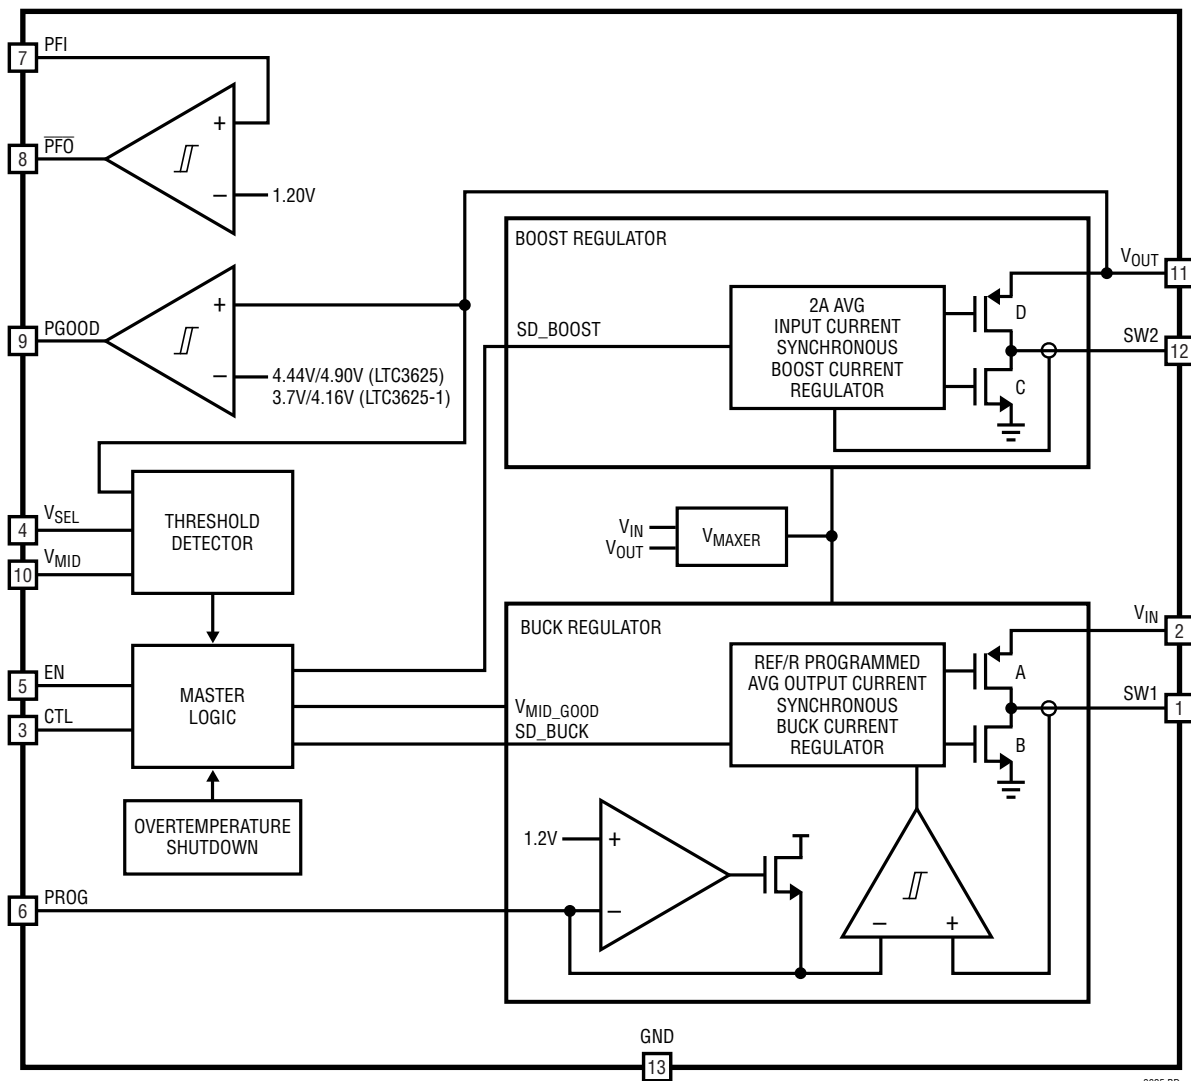 7
PFI
+
8
PFO
–
1.20V
BOOST REGULATOR
VOUT
11
+
2A AVG
INPUT CURRENT
SYNCHRONOUS
BOOST CURRENT
REGULATOR
D
SD_BOOST
SW2
12
9
PGOOD
–
4.44V/4.90V (LTC3625)
3.7V/4.16V (LTC3625-1)
C
4
VSEL
10
VMID
THRESHOLD
DETECTOR
VIN
VOUT
VMAXER
BUCK REGULATOR
VIN
2
5
EN
3
CTL
MASTER
LOGIC
REF/R PROGRAMMED
AVG OUTPUT CURRENT
SYNCHRONOUS
BUCK CURRENT
REGULATOR
A
SW1
1
VMID_GOOD
SD_BUCK
B
OVERTEMPERATURE
SHUTDOWN
1.2V
+
6
PROG
–
–
+
GND
13